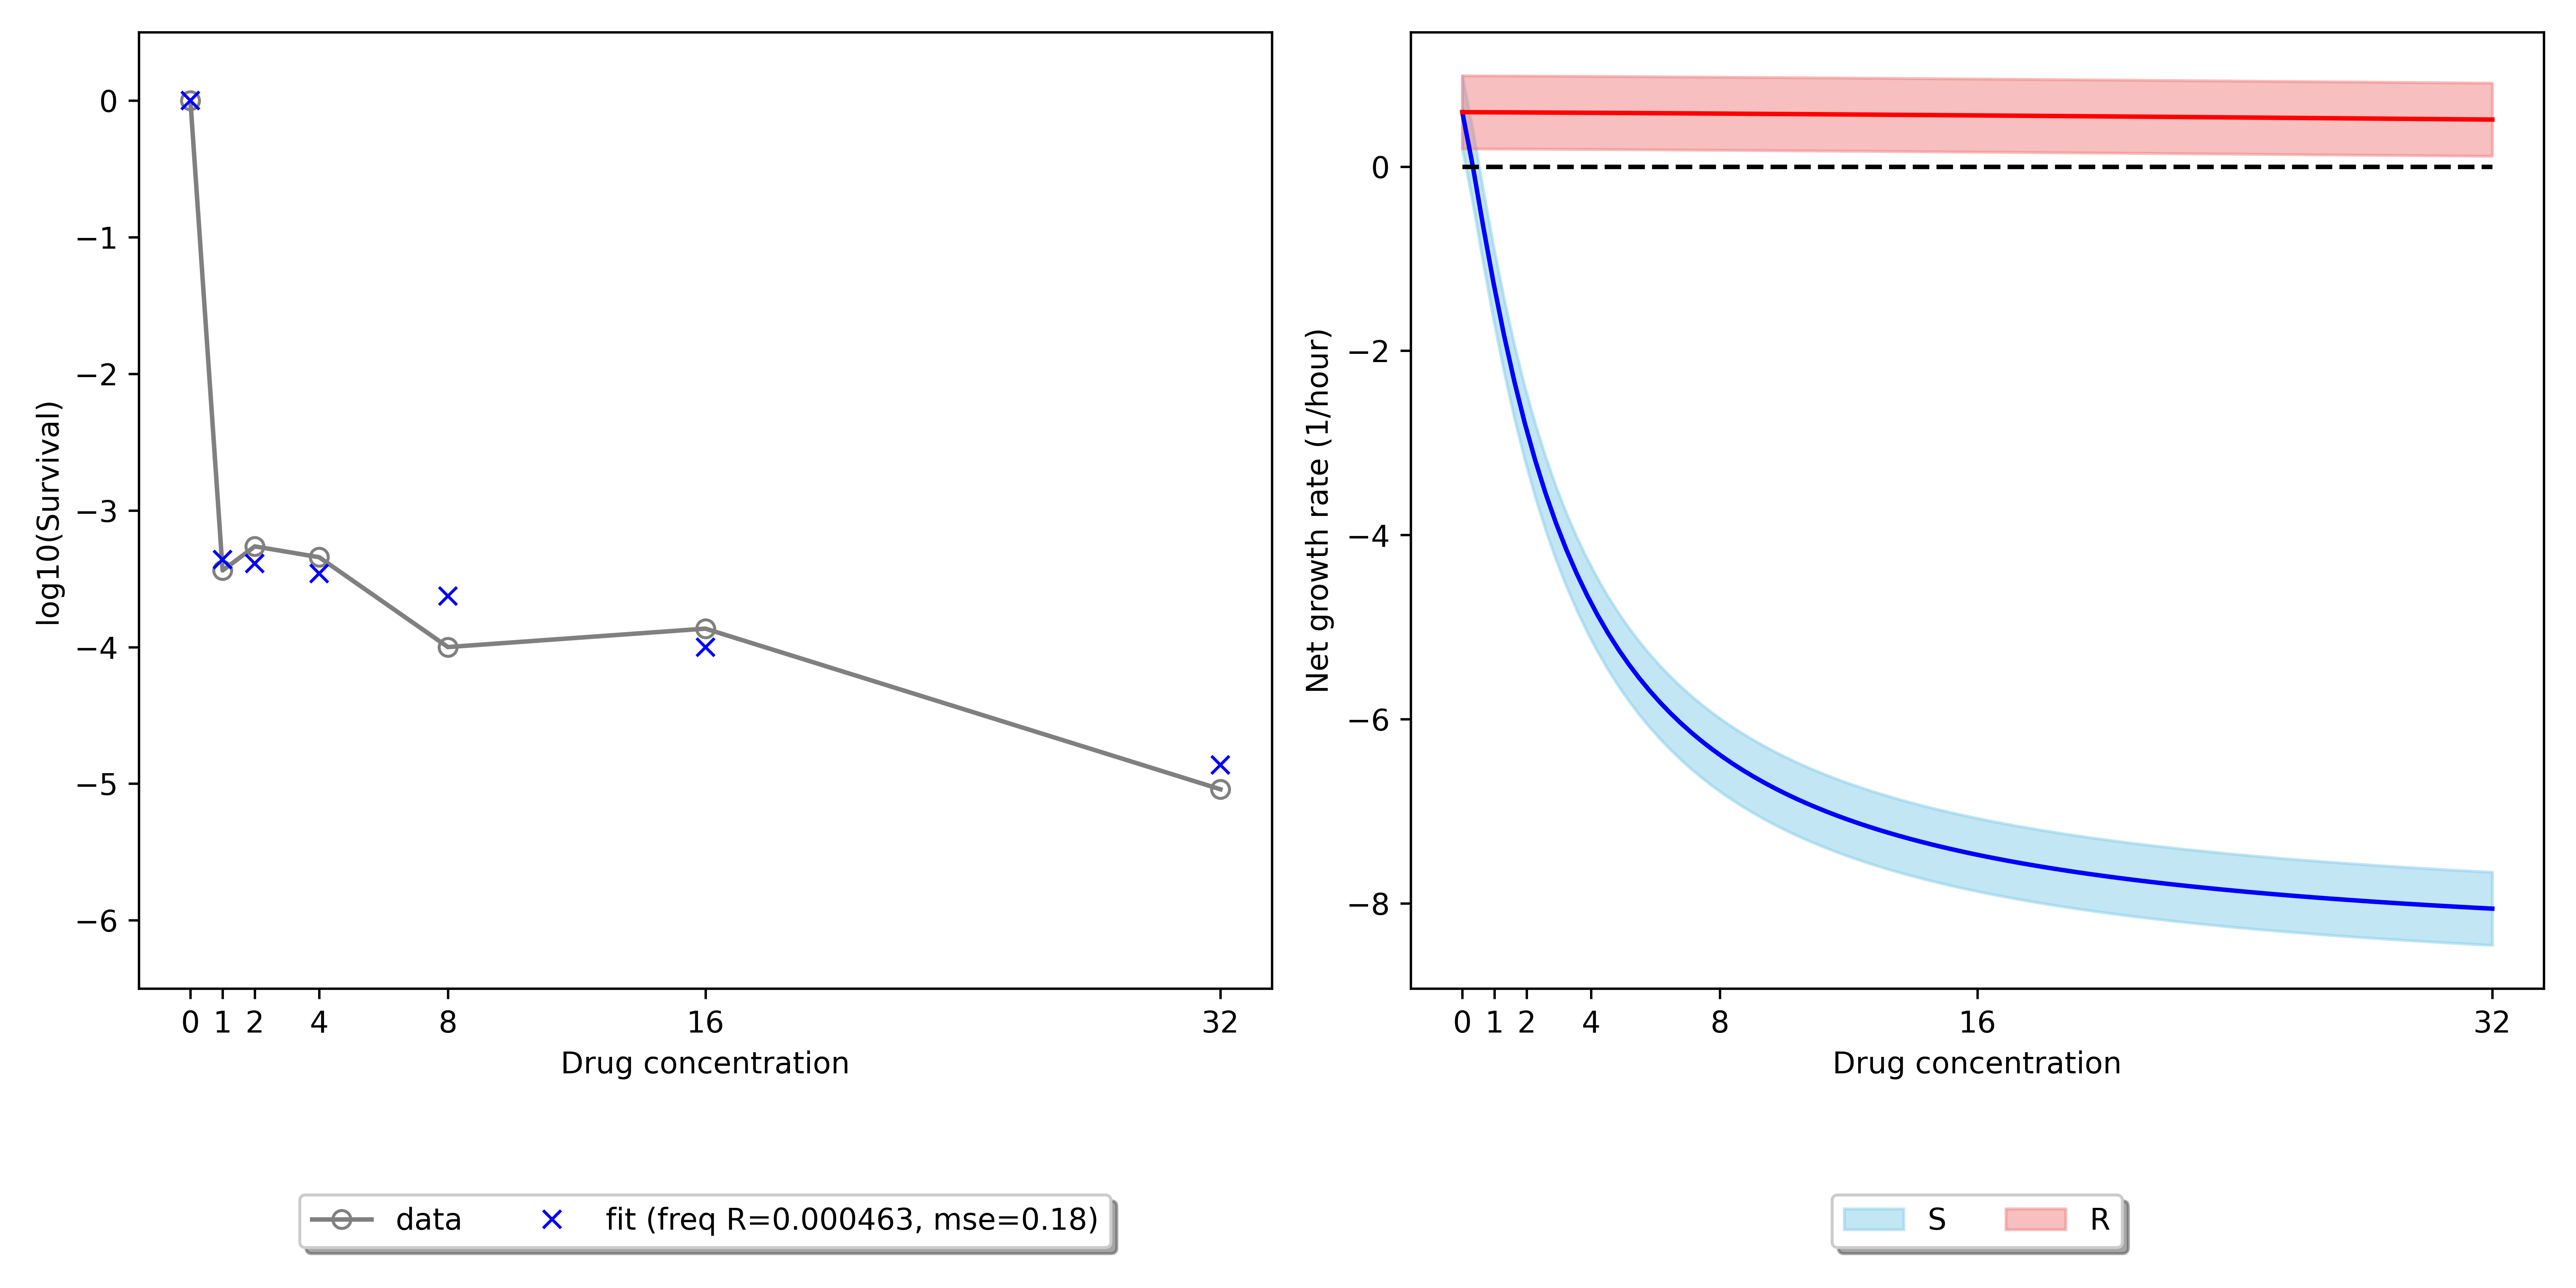 log10(Survival)
0
−1
−2
−3
−4
−5
−6
0 1 2 4 8 16 32
Drug concentration
data fit (freq R=0.000463, mse=0.18)
Net growth rate (1/hour)
0
−2
−4
−6
−8
0 1 2 4 8 16 32
Drug concentration
S R